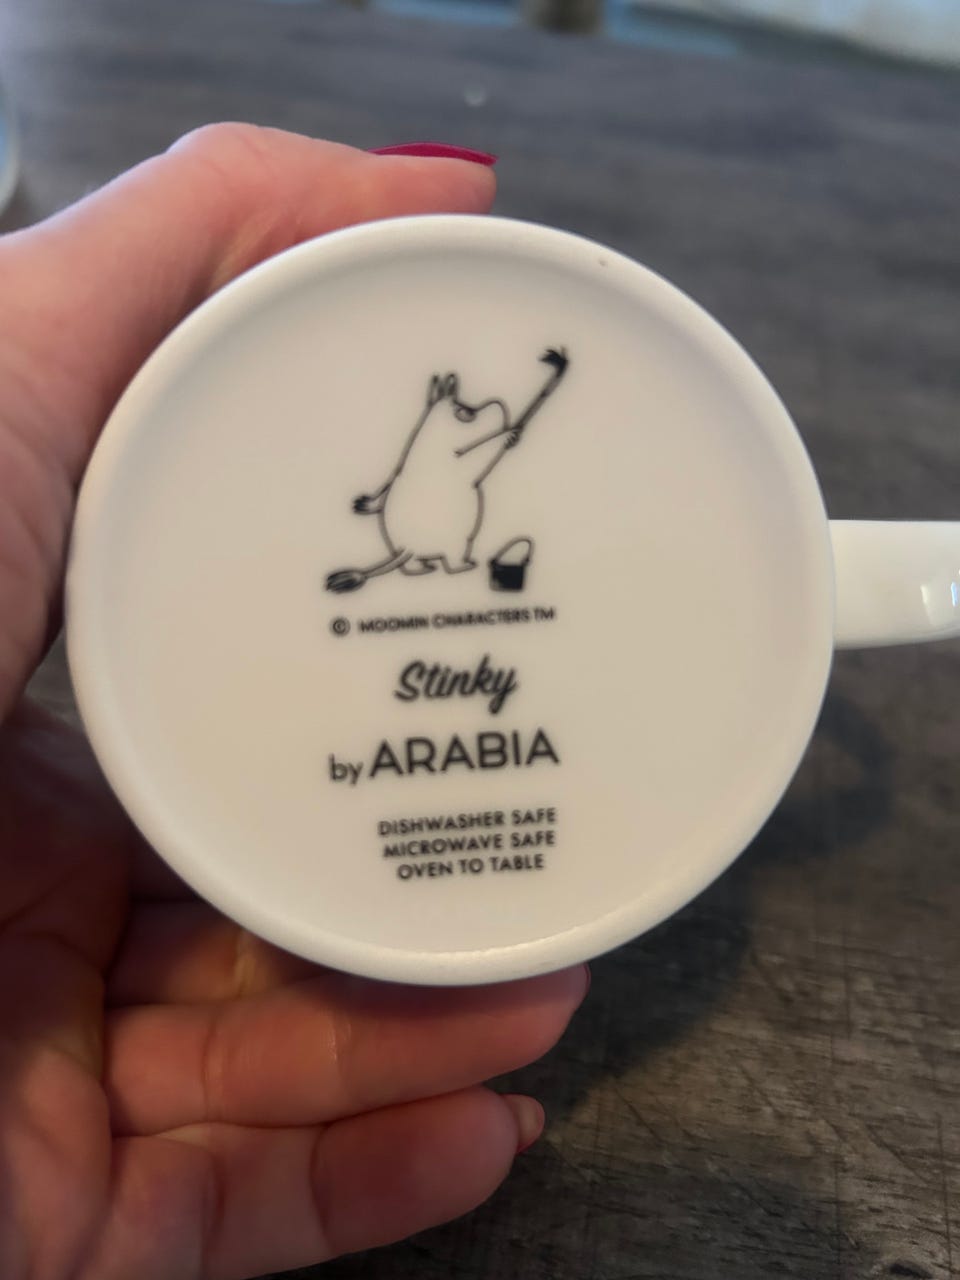 © MOOMIN CHARACTERS TM
Stinky
by ARABIA
DISHWASHER SAFE
MICROWAVE SAFE
OVEN TO TABLE